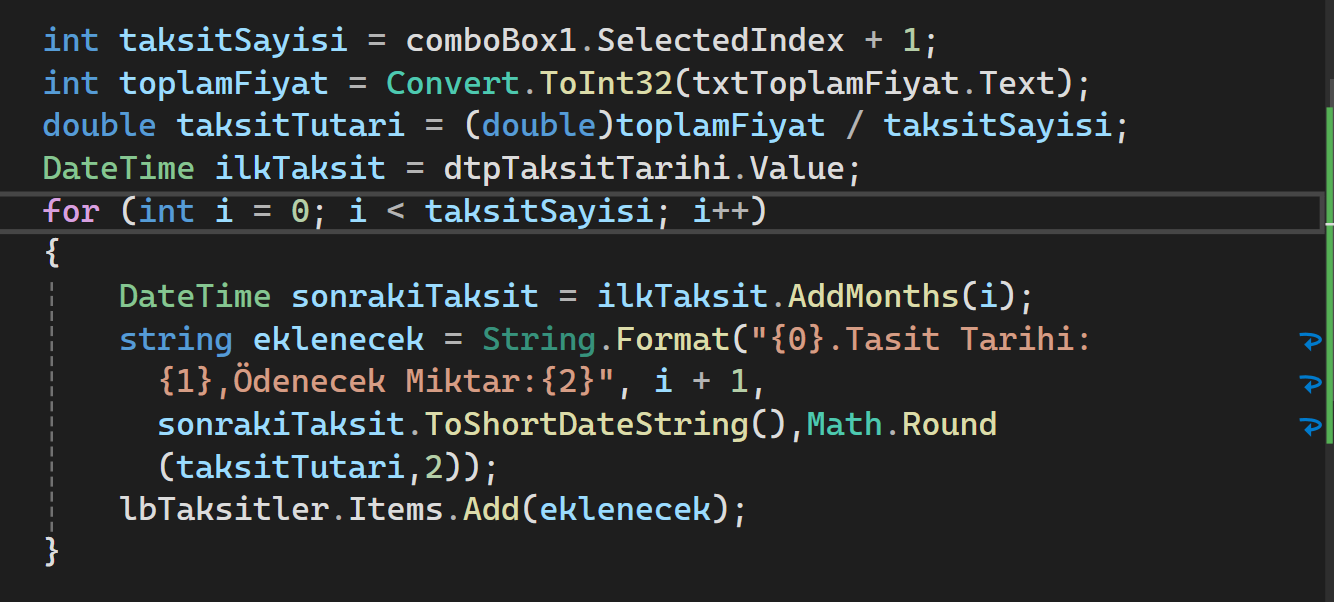 int taksitSayisi = comboBox1.SelectedIndex + 1;
int toplamFiyat = Convert.ToInt32(txtToplamFiyat.Text);
double taksitTutari = (double)toplamFiyat / taksitSayisi;
DateTime ilkTaksit = dtpTaksitTarihi.Value;
for (int i = 0; i < taksitSayisi; i++)
{
DateTime sonrakiTaksit = ilkTaksit.AddMonths(i);
string eklenecek = String.Format("{0}.Tasit Tarihi:
{1},Ödenecek Miktar:{2}", i + 1,
sonrakiTaksit.ToShortDateString(),Math.Round
(taksitTutari,2));
lbTaksitler.Items.Add(eklenecek);
}